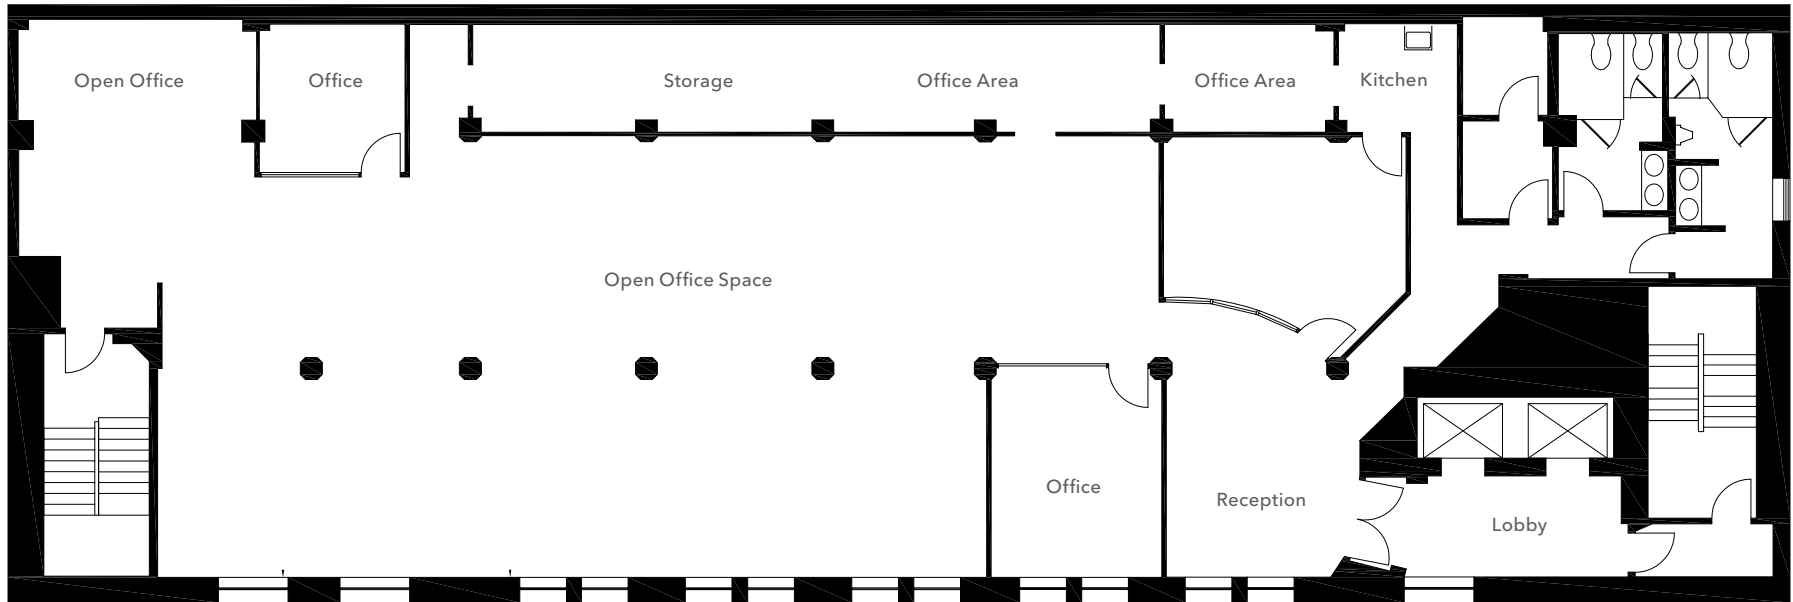 Open Office
Office
Storage
Office Area
Office Area
Kitchen
Open Office Space
Office
Reception
Lobby